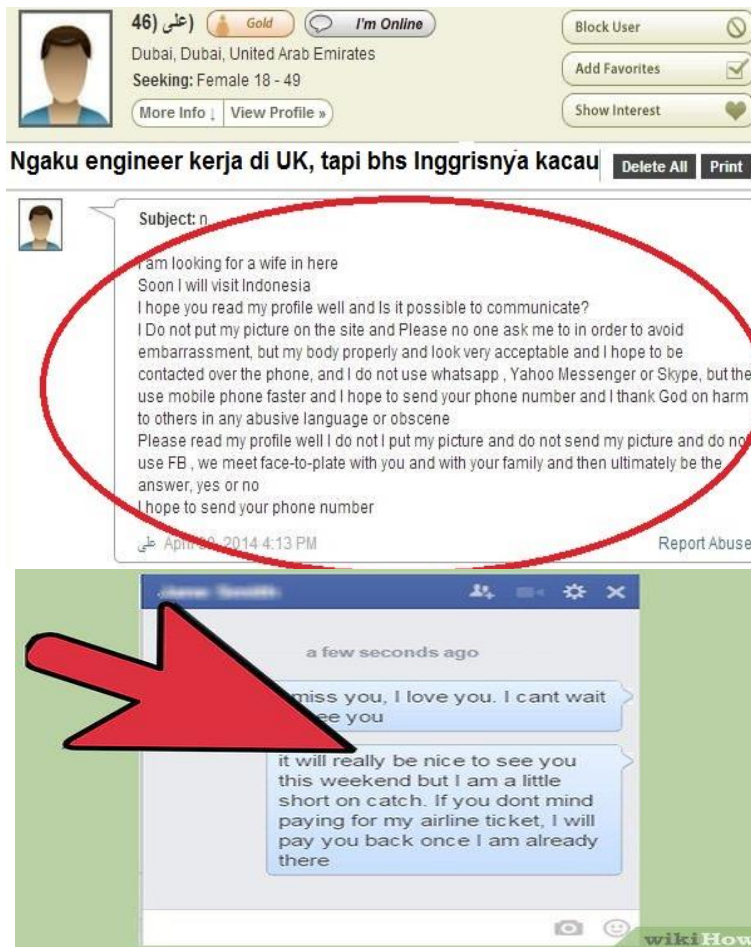 علی) (46
Gold
I'm Online
Dubai, Dubai, United Arab Emirates
Seeking: Female 18 - 49
More Info ↓ View Profile »
Block User
Add Favorites
Show Interest
Ngaku engineer kerja di UK, tapi bhs Inggrisnya kacau
Delete All Print
Subject: n
I am looking for a wife in here
Soon I will visit Indonesia
I hope you read my profile well and Is it possible to communicate?
I Do not put my picture on the site and Please no one ask me to in order to avoid
embarrassment, but my body properly and look very acceptable and I hope to be
contacted over the phone, and I do not use whatsapp , Yahoo Messenger or Skype, but the
use mobile phone faster and I hope to send your phone number and I thank God on harm
to others in any abusive language or obscene
Please read my profile well I do not I put my picture and do not send my picture and do not
use FB , we meet face-to-plate with you and with your family and then ultimately be the
answer, yes or no
I hope to send your phone number
علی April 2014 4:13 PM
Report Abuse
a few seconds ago
miss you, I love you. I cant wait
see you
it will really be nice to see you
this weekend but I am a little
short on catch. If you dont mind
paying for my airline ticket, I will
pay you back once I am already
there
wikiHow